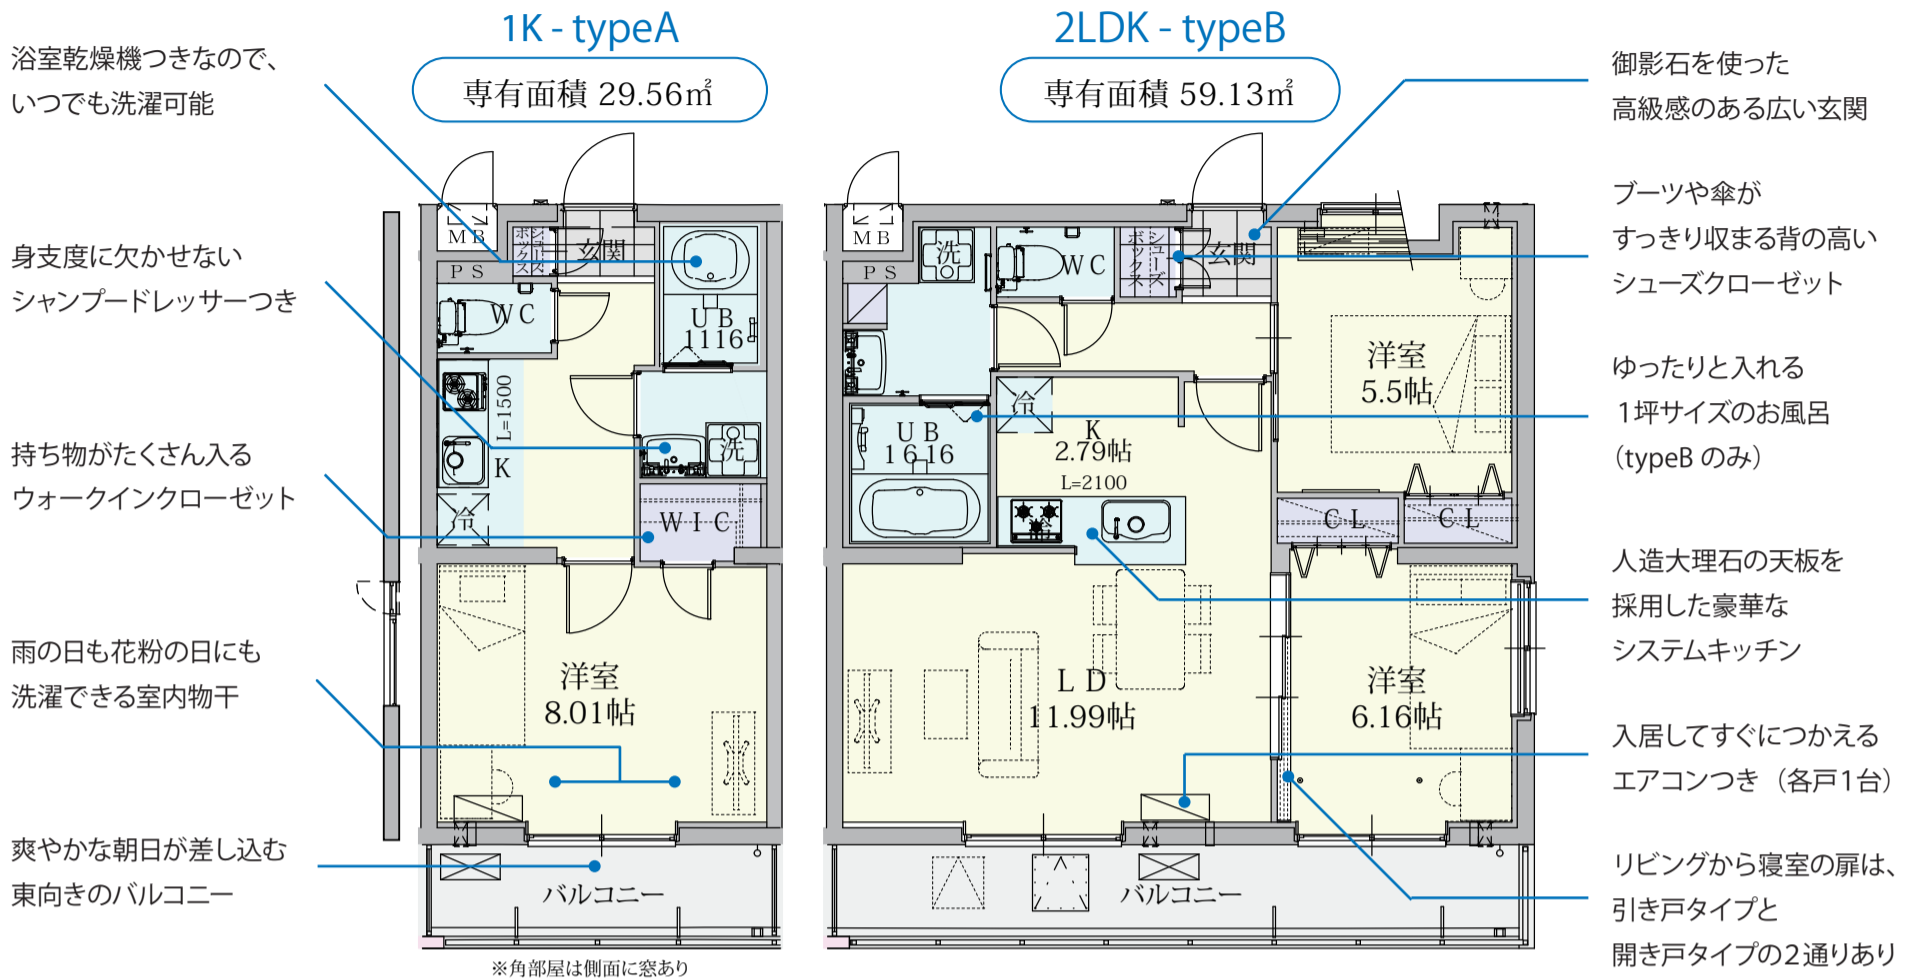 1K - typeA
専有面積 29.56㎡
2LDK - typeB
専有面積 59.13㎡
浴室乾燥機つきなので、
いつでも洗濯可能
身支度に欠かせない
シャンプードレッサーつき
持ち物がたくさん入る
ウォークインクローゼット
雨の日も花粉の日にも
洗濯できる室内物干
爽やかな朝日が差し込む
東向きのバルコニー
MB
PS
シューズ
ボックス
玄関
WC
UB
1116
L=1500
K
洗
冷
WIC
洋室
8.01帖
バルコニー
※角部屋は側面に窓あり
MB
PS
洗
WC
シューズ
ボックス
玄関
洋室
5.5帖
冷
K
2.79帖
L=2100
UB
1616
冷
CL
CL
LD
11.99帖
洋室
6.16帖
バルコニー
御影石を使った
高級感のある広い玄関
ブーツや傘が
すっきり収まる背の高い
シューズクローゼット
ゆったりと入れる
1坪サイズのお風呂
（typeB のみ）
人造大理石の天板を
採用した豪華な
システムキッチン
入居してすぐにつかえる
エアコンつき（各戸1台）
リビングから寝室の扉は、
引き戸タイプと
開き戸タイプの2通りあり